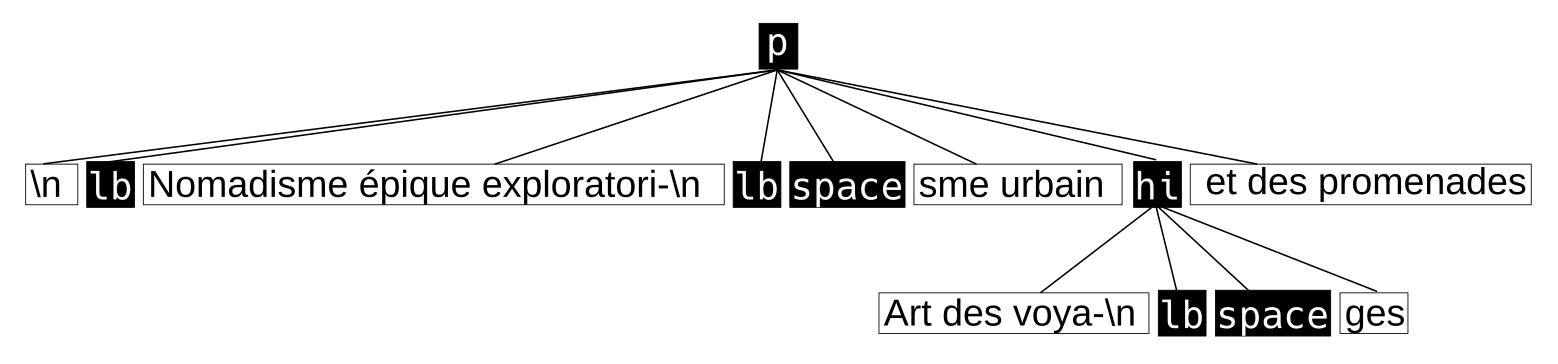 p
\n lb Nomadisme épique exploratori-\n lb space sme urbain hi et des promenades
Art des voya-\n lb space ges